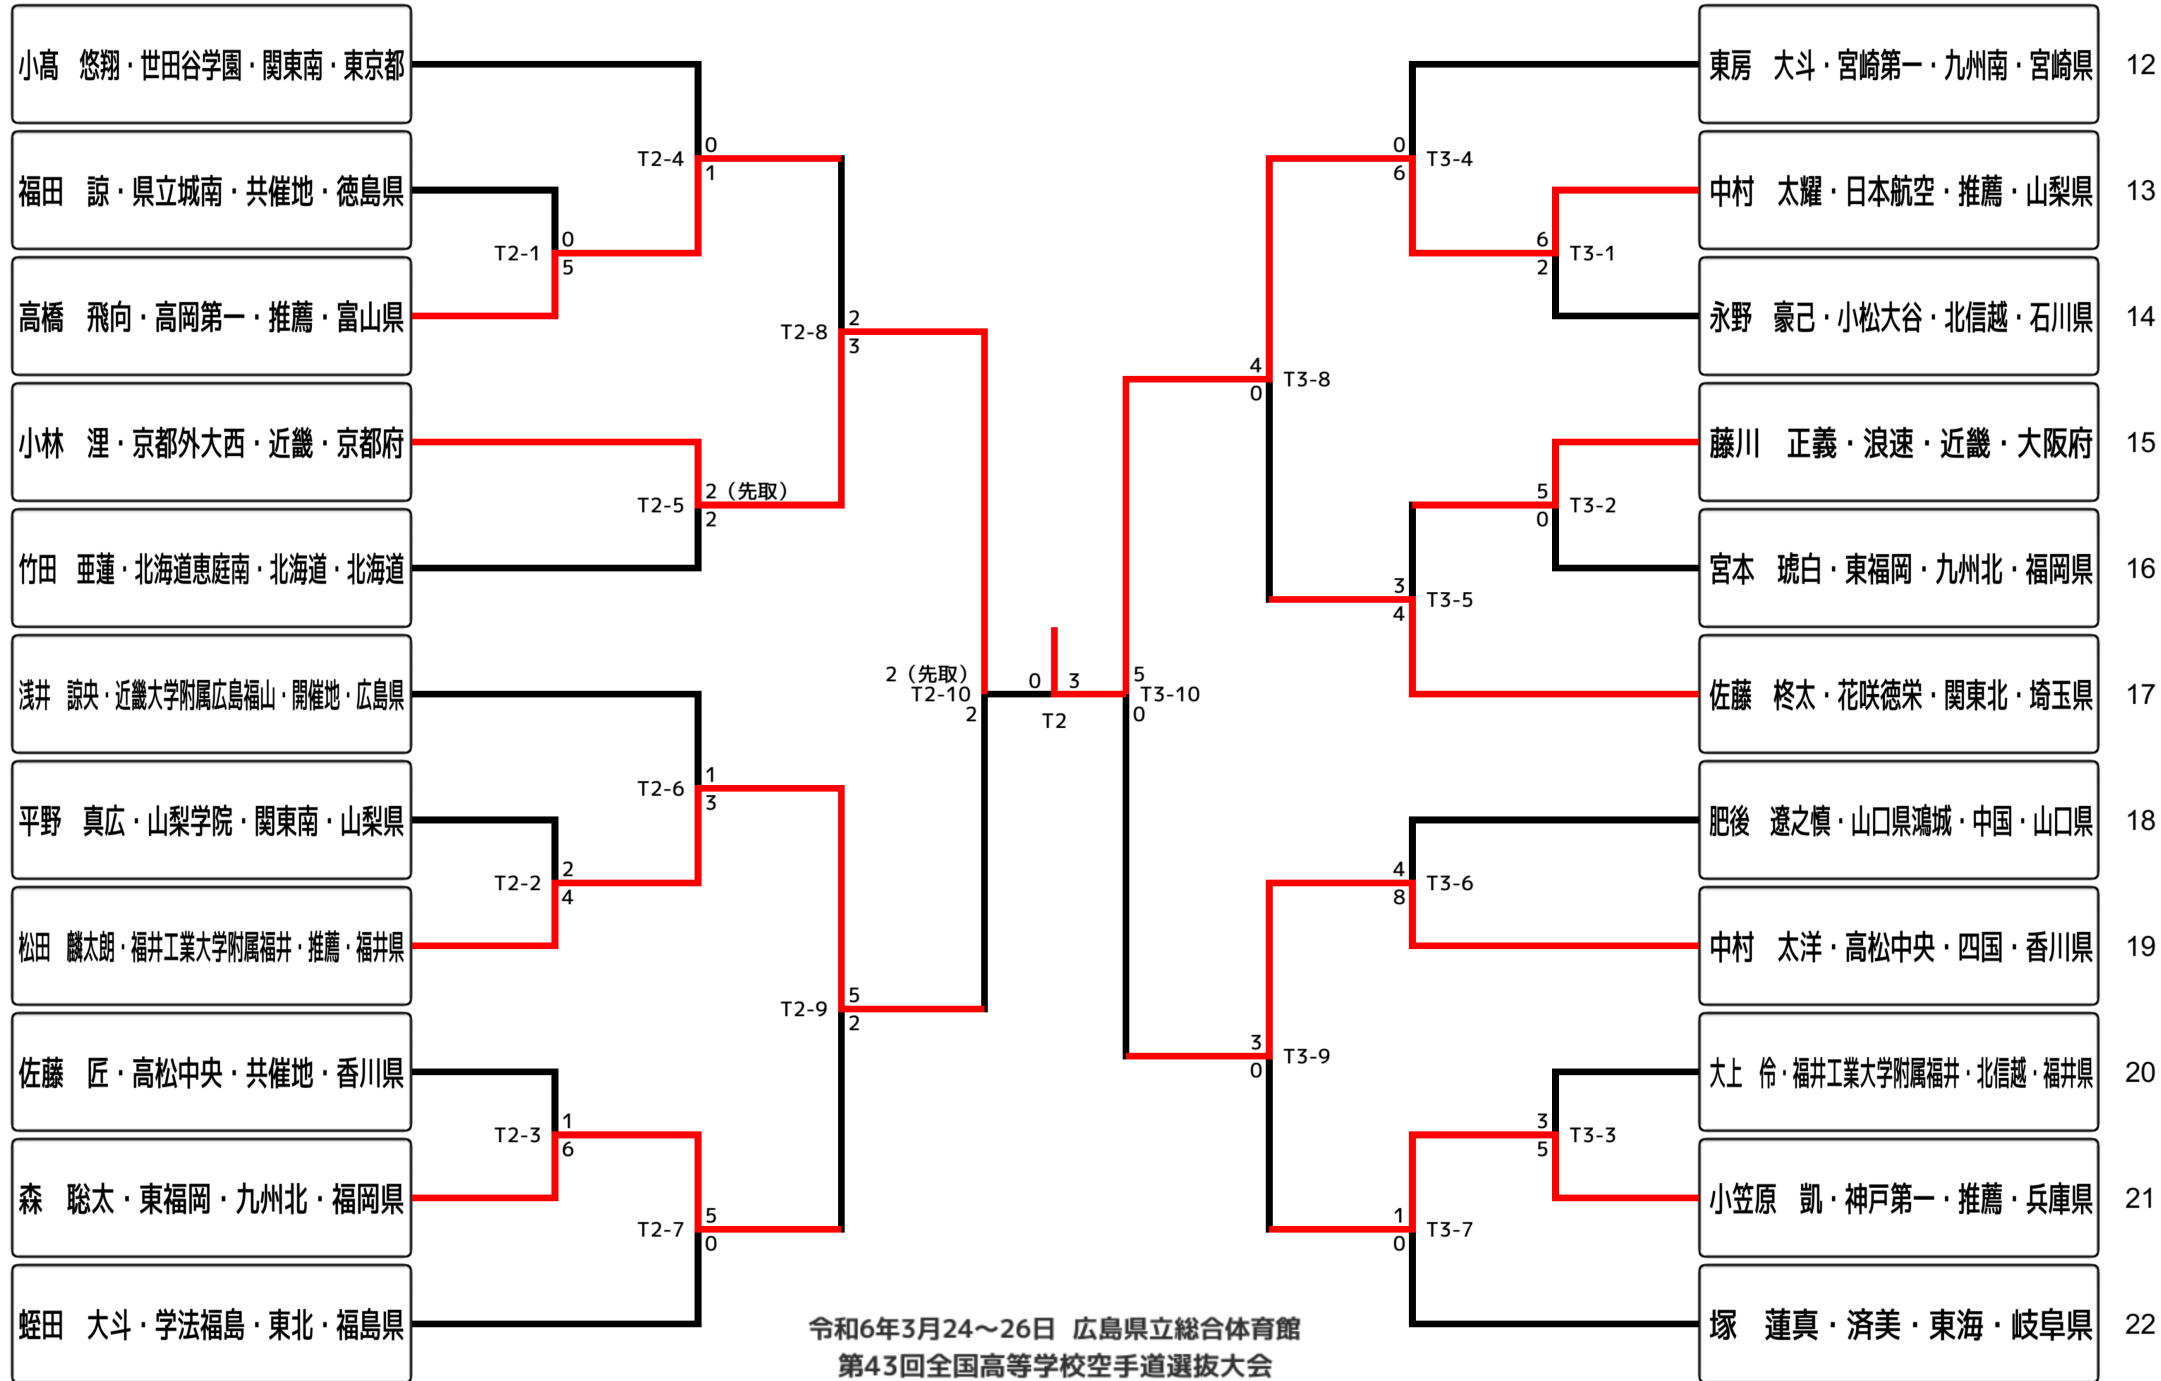 小髙　悠翔・世田谷学園・関東南・東京都
福田　諒・県立城南・共催地・徳島県
高橋　飛向・高岡第一・推薦・富山県
小林　浬・京都外大西・近畿・京都府
竹田　亜蓮・北海道恵庭南・北海道・北海道
浅井　諒央・近畿大学附属広島福山・開催地・広島県
平野　真広・山梨学院・関東南・山梨県
松田　麟太朗・福井工業大学附属福井・推薦・福井県
佐藤　匠・高松中央・共催地・香川県
森　聡太・東福岡・九州北・福岡県
蛭田　大斗・学法福島・東北・福島県
T2-4
0
1
T2-1
0
5
T2-8
2
3
T2-5
2（先取）
2
T2-6
1
3
T2-2
2
4
T2-9
5
2
T2-3
1
6
T2-7
5
0
2（先取）
T2-10
2
0
3
T2
5
T3-10
0
0
T3-4
6
6
T3-1
2
4
T3-8
0
5
T3-2
0
3
T3-5
4
4
T3-6
8
3
T3-9
0
3
T3-3
5
1
T3-7
0
東房　大斗・宮崎第一・九州南・宮崎県
12
中村　太耀・日本航空・推薦・山梨県
13
永野　豪己・小松大谷・北信越・石川県
14
藤川　正義・浪速・近畿・大阪府
15
宮本　琥白・東福岡・九州北・福岡県
16
佐藤　柊太・花咲徳栄・関東北・埼玉県
17
肥後　遼之慎・山口県鴻城・中国・山口県
18
中村　太洋・高松中央・四国・香川県
19
大上　伶・福井工業大学附属福井・北信越・福井県
20
小笠原　凱・神戸第一・推薦・兵庫県
21
塚　蓮真・済美・東海・岐阜県
22
令和6年3月24～26日 広島県立総合体育館
第43回全国高等学校空手道選抜大会